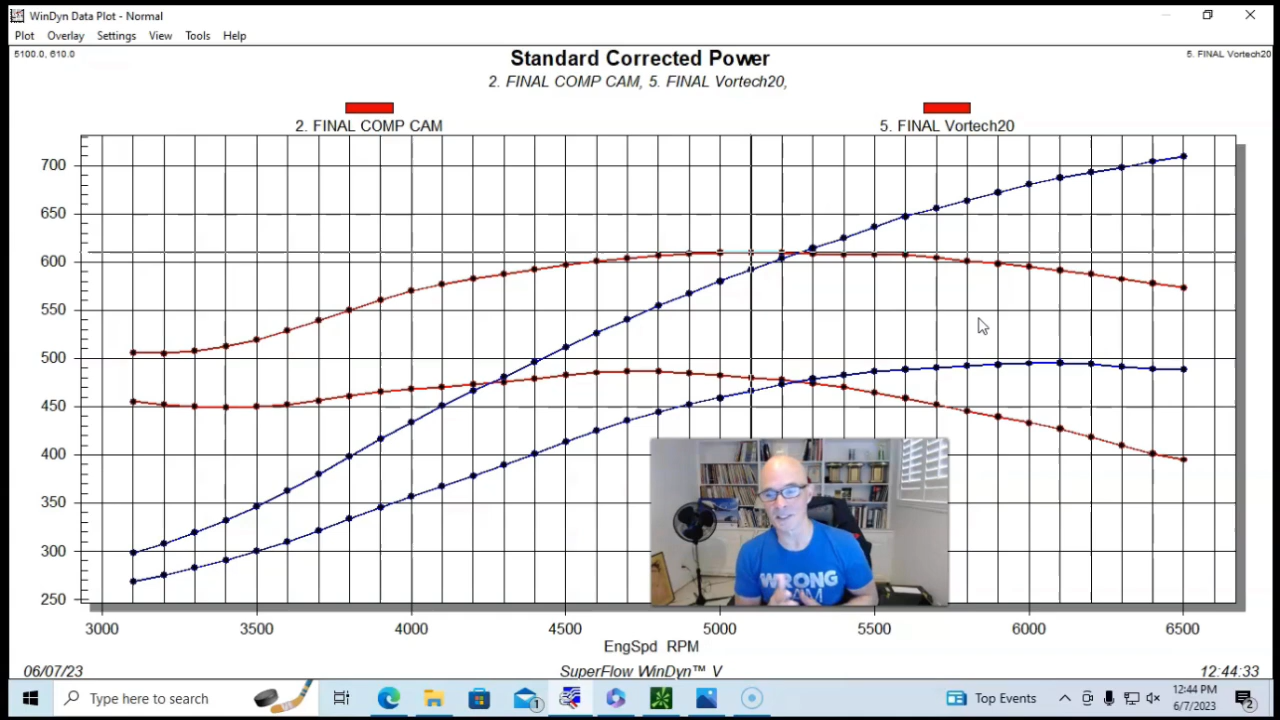 WinDyn Data Plot - Normal
Plot Overlay Settings View Tools Help
5100.0, 610.0
5. FINAL Vortech20
Standard Corrected Power
2. FINAL COMP CAM, 5. FINAL Vortech20,
2. FINAL COMP CAM
5. FINAL Vortech20
700
650
600
550
500
450
400
350
300
250
3000 3500 4000 4500 5000 5500 6000 6500
EngSpd RPM
WRONG
06/07/23
SuperFlow WinDyn™ V
12:44:33
Type here to search
1
Top Events
12:44 PM
6/7/2023
2